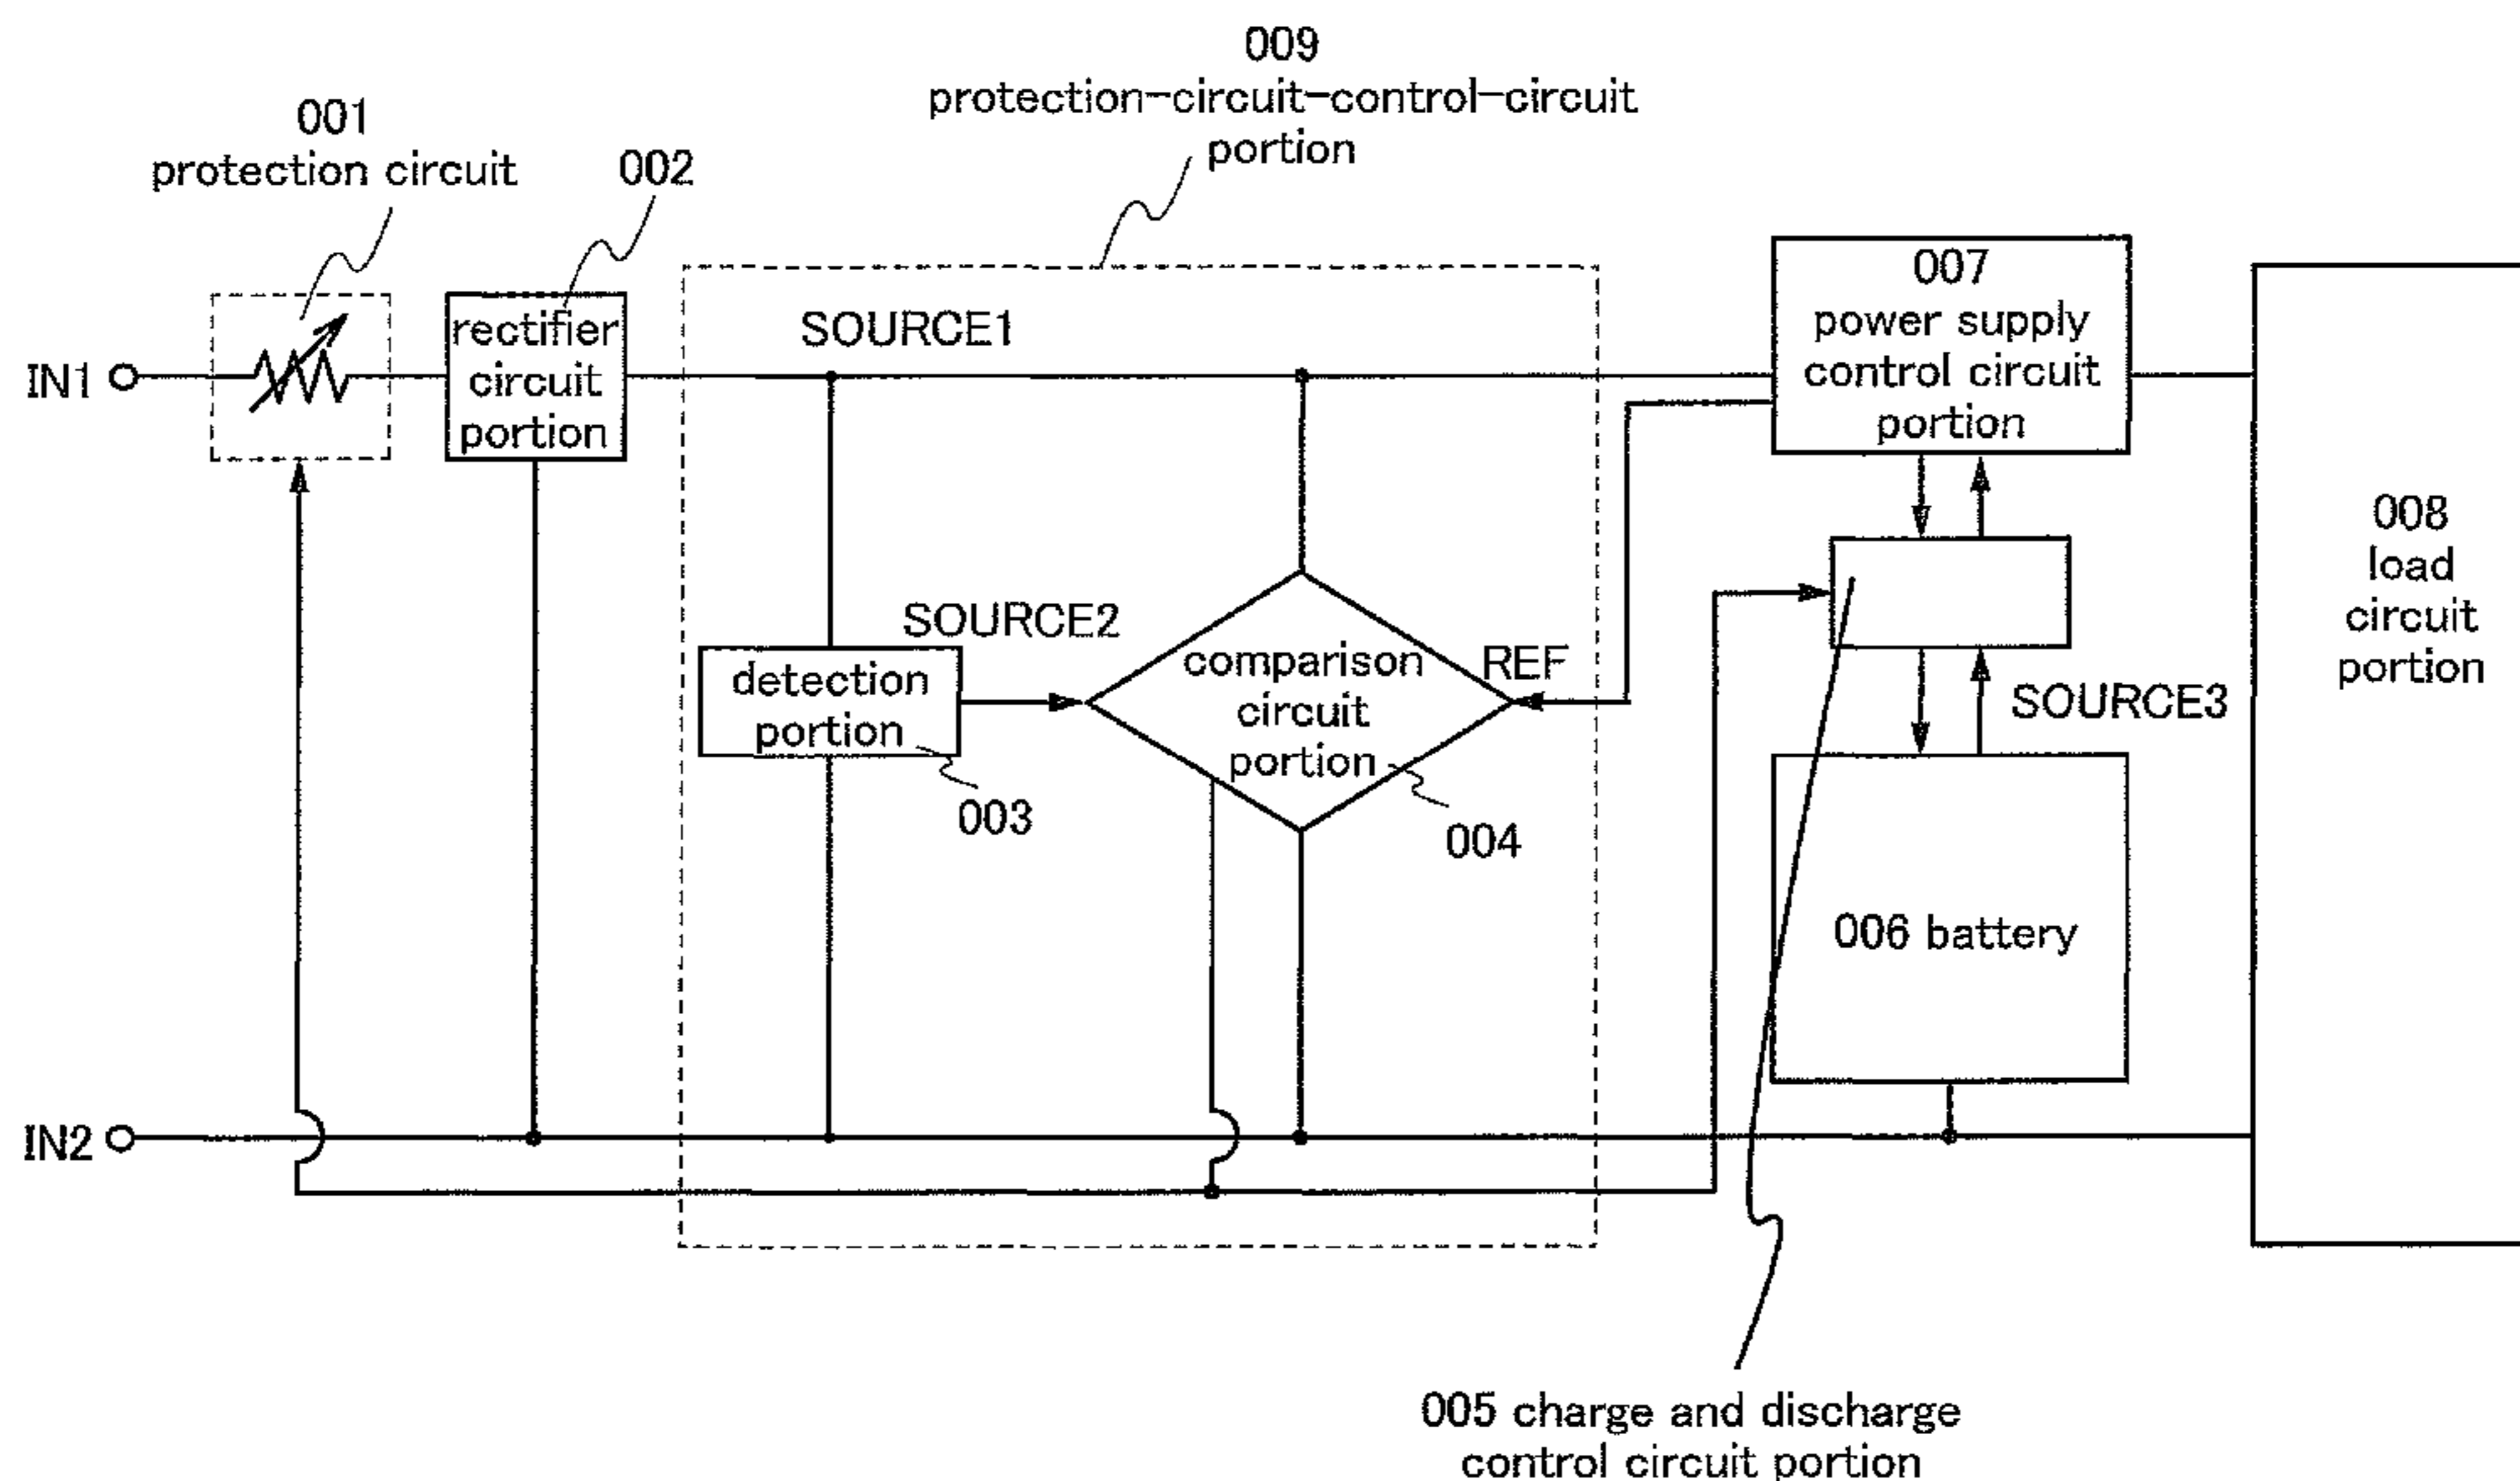 009
protection-circuit-control-circuit
portion
001
protection circuit
002
rectifier
circuit
portion
SOURCE1
007
power supply
control circuit
portion
IN1
008
load
circuit
portion
SOURCE2
comparison
circuit
portion
REF
detection
portion
003
004
SOURCE3
006 battery
IN2
005 charge and discharge
control circuit portion